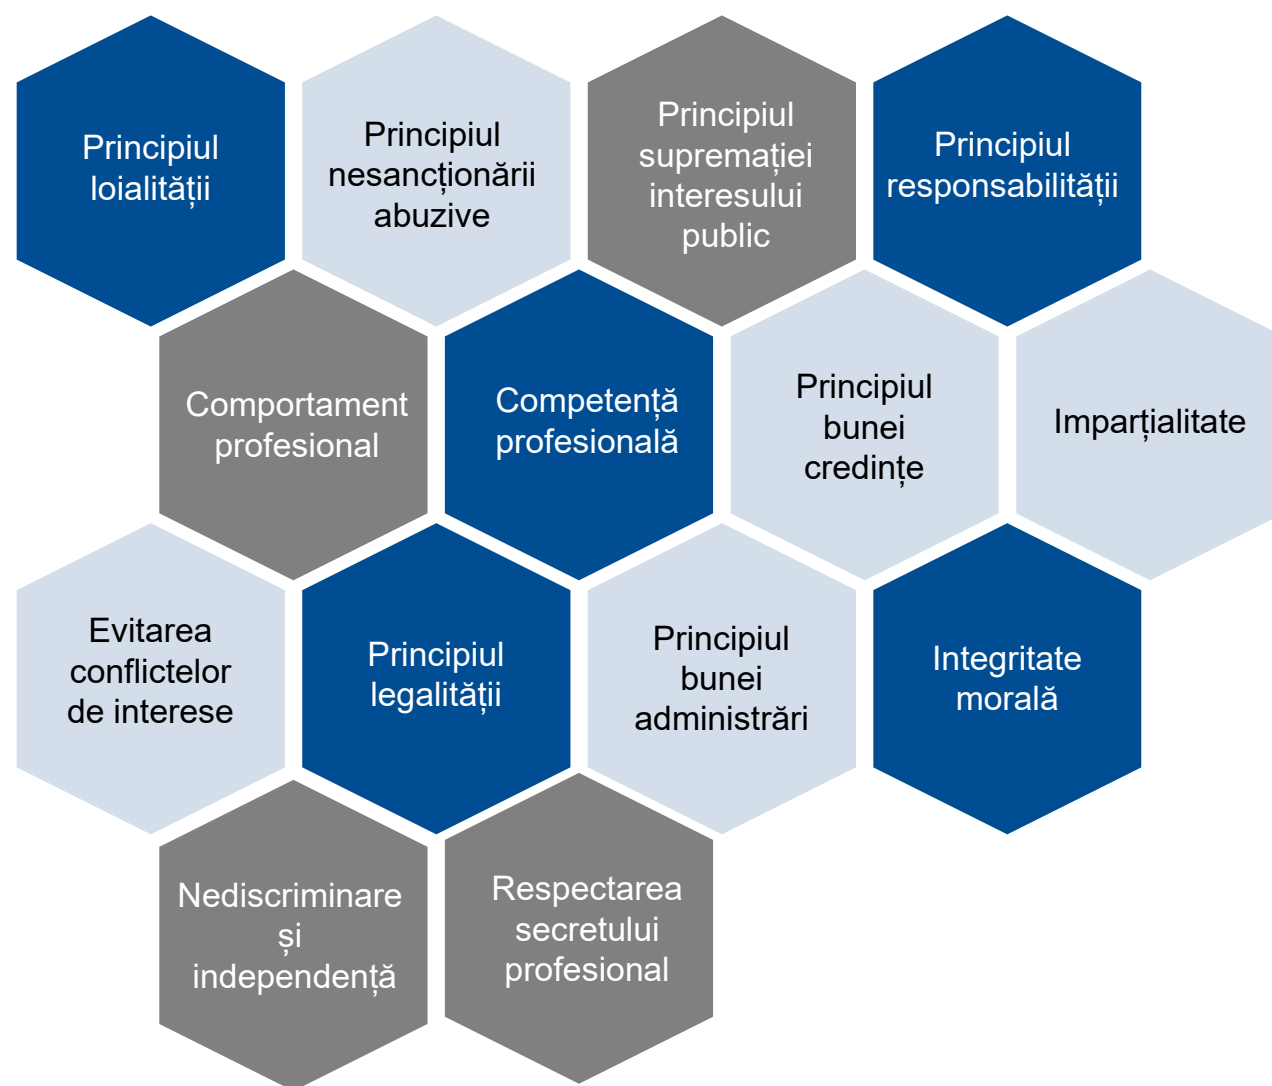 Principiul
loialității
Principiul
nesancționării
abuzive
Principiul
supremației
interesului
public
Principiul
responsabilității
Comportament
profesional
Competență
profesională
Principiul
bunei
credințe
Imparțialitate
Evitarea
conflictelor
de interese
Principiul
legalității
Principiul
bunei
administrări
Integritate
morală
Nediscriminare
și
independență
Respectarea
secretului
profesional